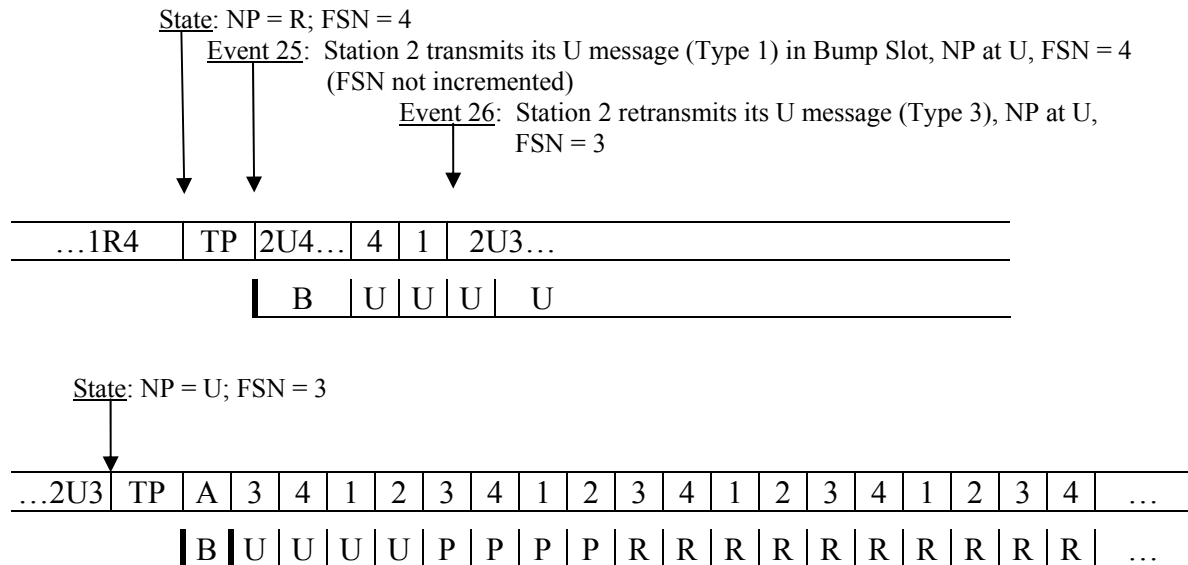 State: NP = R; FSN = 4
Event 25: Station 2 transmits its U message (Type 1) in Bump Slot, NP at U, FSN = 4
(FSN not incremented)
Event 26: Station 2 retransmits its U message (Type 3), NP at U,
FSN = 3
…1R4 TP 2U4… 4 1 2U3…
B U U U U
State: NP = U; FSN = 3
…2U3 TP A 3 4 1 2 3 4 1 2 3 4 1 2 3 4 1 2 3 4 …
B U U U U P P P P R R R R R R R R R R …